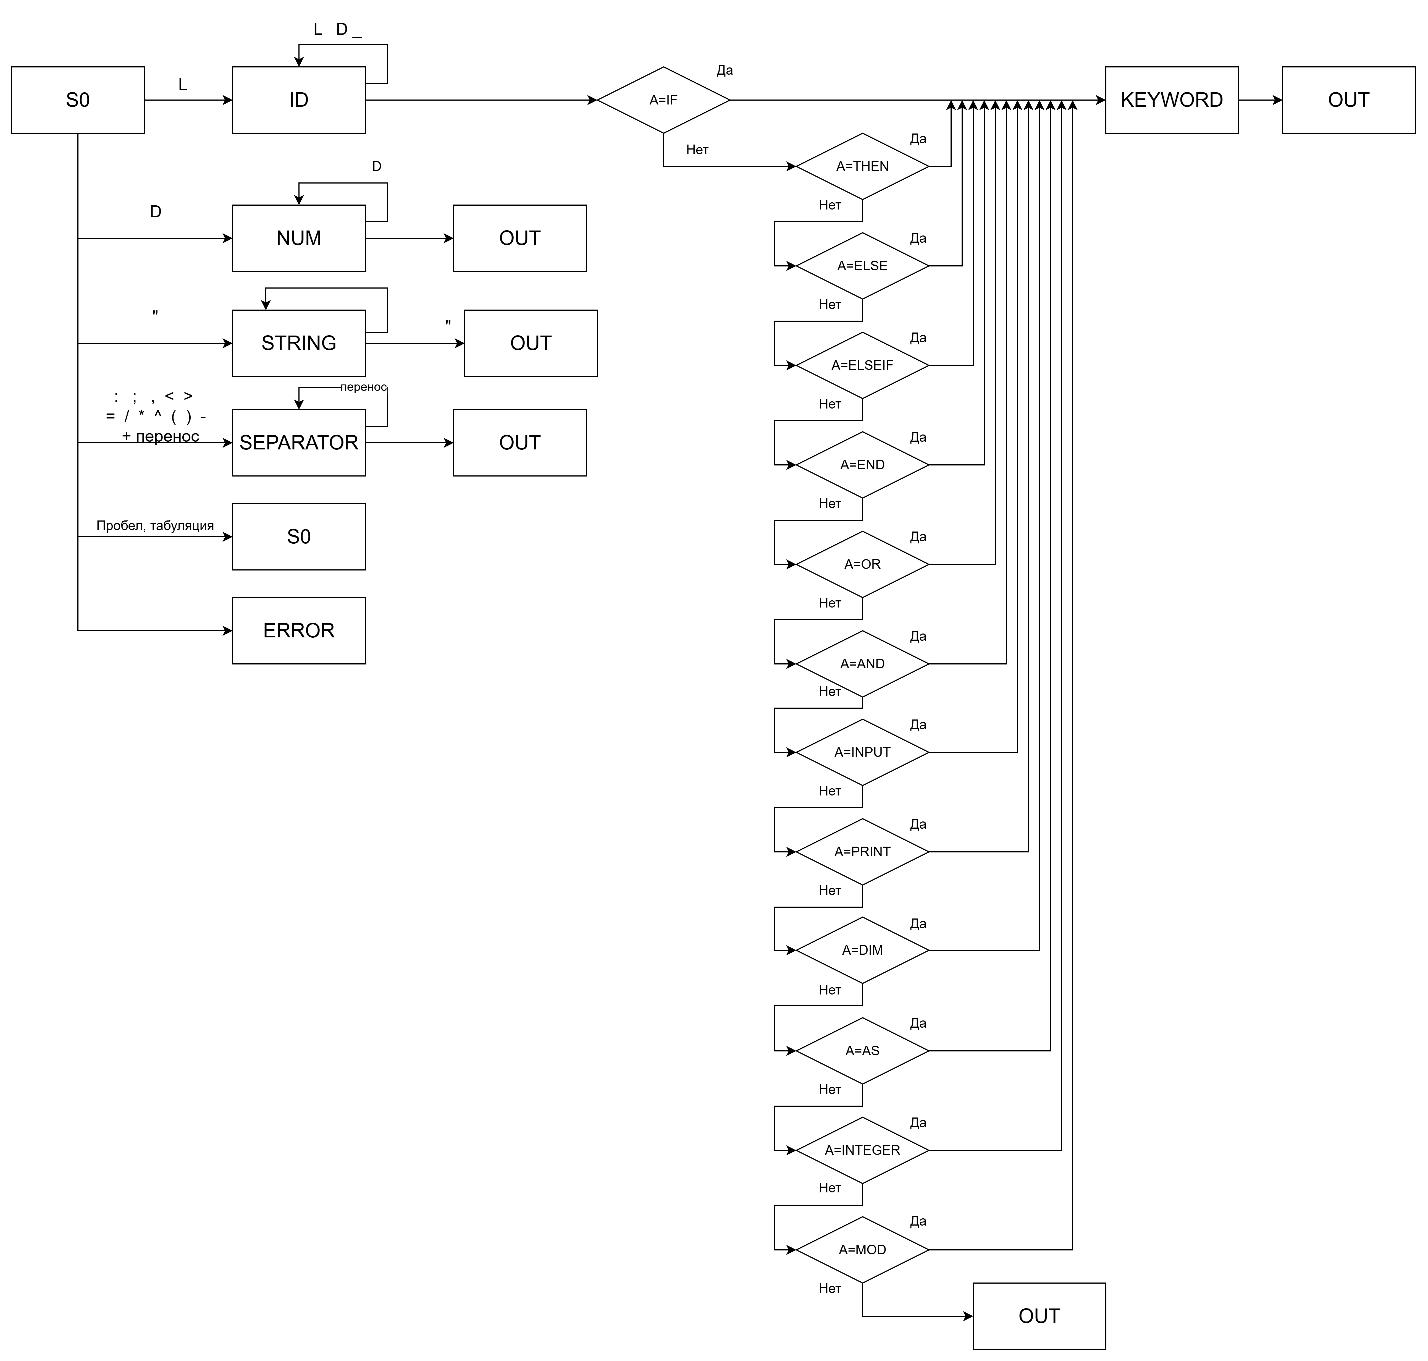 L D _
S0
L
ID
Да
A=IF
KEYWORD
OUT
Нет
Да
A=THEN
Нет
D
D
NUM
OUT
Да
A=ELSE
Нет
"
STRING
"
OUT
Да
A=ELSEIF
Нет
: ; , < >
= / * ^ ( ) -
+ перенос
перенос
SEPARATOR
OUT
Да
A=END
Нет
Пробел, табуляция
S0
Да
A=OR
Нет
ERROR
Да
A=AND
Нет
Да
A=INPUT
Нет
Да
A=PRINT
Нет
Да
A=DIM
Нет
Да
A=AS
Нет
Да
A=INTEGER
Нет
Да
A=MOD
Нет
OUT